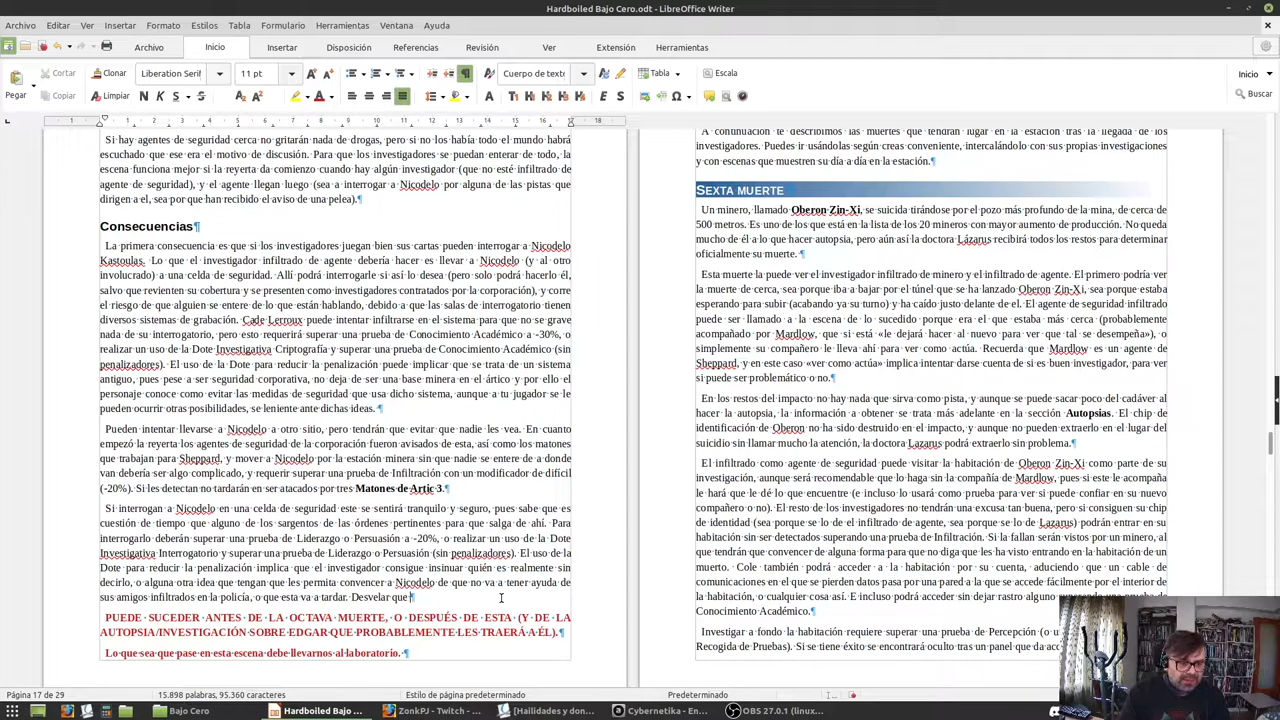 Hardboiled Bajo Cero.odt - LibreOffice Writer
Archivo Editar Ver Insertar Formato Estilos Tabla Formulario Herramientas Ventana Ayuda
Archivo Inicio Insertar Disposición Referencias Revisión Ver Extensión Herramientas
Cortar Clonar Liberation Serif 11 pt Cuerpo de texto Tabla Escala Inicio
Pegar Copiar Limpiar Buscar
Si hay agentes de seguridad cerca no gritarán nada de drogas, pero si no los había todo el mundo habrá
escuchado que ese era el motivo de discusión. Para que los investigadores se puedan enterar de todo, la
escena funciona mejor si la reyerta da comienzo cuando hay algún investigador (que no esté infiltrado de
agente de seguridad), y el agente llegan luego (sea a interrogar a Nicodelo por alguna de las pistas que
dirigen a el, sea por que han recibido el aviso de una pelea).¶
Consecuencias¶
La primera consecuencia es que si los investigadores juegan bien sus cartas pueden interrogar a Nicodelo
Kastoulas. Lo que el investigador infiltrado de agente debería hacer es llevar a Nicodelo (y al otro
involucrado) a una celda de seguridad. Allí podrá interrogarle si así lo desea (pero solo podrá hacerlo él,
salvo que revienten su cobertura y se presenten como investigadores contratados por la corporación), y corre
el riesgo de que alguien se entere de lo que están hablando, debido a que las salas de interrogatorio tienen
diversos sistemas de grabación. Cade Lerroux puede intentar infiltrarse en el sistema para que no se grave
nada de su interrogatorio, pero esto requerirá superar una prueba de Conocimiento Académico a -30%, o
realizar un uso de la Dote Investigativa Criptografía y superar una prueba de Conocimiento Académico (sin
penalizadores). El uso de la Dote para reducir la penalización puede implicar que se trata de un sistema
antiguo, pues pese a ser seguridad corporativa, no deja de ser una base minera en el ártico y por ello el
personaje conoce como evitar las medidas de seguridad que usa dicho sistema, aunque a tu jugador se le
pueden ocurrir otras posibilidades, se leniente ante dichas ideas. ¶
Pueden intentar llevarse a Nicodelo a otro sitio, pero tendrán que evitar que nadie les vea. En cuanto
empezó la reyerta los agentes de seguridad de la corporación fueron avisados de esta, así como los matones
que trabajan para Sheppard, y mover a Nicodelo por la estación minera sin que nadie se entere de a donde
van debería ser algo complicado, y requerir superar una prueba de Infiltración con un modificador de difícil
(-20%). Si les detectan no tardarán en ser atacados por tres Matones de Artic 3.¶
Si interrogan a Nicodelo en una celda de seguridad este se sentirá tranquilo y seguro, pues sabe que es
cuestión de tiempo que alguno de los sargentos de las órdenes pertinentes para que salga de ahí. Para
interrogarlo deberán superar una prueba de Liderazgo o Persuasión a -20%, o realizar un uso de la Dote
Investigativa Interrogatorio y superar una prueba de Liderazgo o Persuasión (sin penalizadores). El uso de la
Dote para reducir la penalización implica que el investigador consigue insinuar quién es realmente sin
decirlo, o alguna otra idea que tengan que les permita convencer a Nicodelo de que no va a tener ayuda de
sus amigos infiltrados en la policía, o que esta va a tardar. Desvelar que ¶
PUEDE SUCEDER ANTES DE LA OCTAVA MUERTE, O DESPUÉS DE ESTA (Y DE LA
AUTOPSIA/INVESTIGACIÓN SOBRE EDGAR QUE PROBABLEMENTE LES TRAERÁ A ÉL).¶
Lo que sea que pase en esta escena debe llevarnos al laboratorio. ¶
A continuación te describimos las muertes que tendrán lugar en la estación tras la llegada de los
investigadores. Puedes ir usándolas según creas conveniente, intercalándolo con sus propias investigaciones
y con escenas que muestren su día a día en la estación.¶
SEXTA MUERTE¶
Un minero, llamado Oberon Zin-Xi, se suicida tirándose por el pozo más profundo de la mina, de cerca de
500 metros. Es uno de los que está en la lista de los 20 mineros con mayor aumento de producción. No queda
mucho de él a lo que hacer autopsia, pero aún así la doctora Lázarus recibirá todos los restos para determinar
oficialmente su muerte. ¶
Esta muerte la puede ver el investigador infiltrado de minero y el infiltrado de agente. El primero podría ver
la muerte de cerca, sea porque iba a bajar por el túnel que se ha lanzado Oberon Zin-Xi, sea porque estaba
esperando para subir (acabando ya su turno) y ha caído justo delante de el. El agente de seguridad infiltrado
puede ser llamado a la escena de lo sucedido porque era el que estaba más cerca (probablemente
acompañado por Mardlow, que si está «le dejará hacer al nuevo para ver que tal se desempeña»), o
simplemente su compañero le lleva ahí para ver como actúa. Recuerda que Mardlow es un agente de
Sheppard, y en este caso «ver como actúa» implica intentar darse cuenta de si es buen investigador, para ver
si puede ser problemático o no.¶
En los restos del impacto no hay nada que sirva como pista, y aunque se puede sacar poco del cadáver al
hacer la autopsia, la información a obtener se trata más adelante en la sección Autopsias. El chip de
identificación de Oberon no ha sido destruido en el impacto, y aunque no pueden extraerlo en el lugar del
suicidio sin llamar mucho la atención, la doctora Lazarus podrá extraerlo sin problema.¶
El infiltrado como agente de seguridad puede visitar la habitación de Oberon Zin-Xi como parte de su
investigación, aunque será recomendable que lo haga sin la compañía de Mardlow, pues si este le acompaña
le hará que le dé lo que encuentre (e incluso lo usará como prueba para ver si puede confiar en su nuevo
compañero o no). El resto de los investigadores no tendrán una excusa tan buena, pero si consiguen su chip
de identidad (sea porque se lo de el infiltrado de agente, sea porque se lo de Lazarus) podrán entrar en su
habitación sin ser detectados superando una prueba de Infiltración. Si la fallan serán vistos por un minero, al
que tendrán que convencer de alguna forma para que no diga que les ha visto entrando en la habitación de un
muerto. Cole también podrá acceder a la habitación por su cuenta, aduciendo que un cable de
comunicaciones en el que se pierden datos pasa por una pared a la que se puede acceder fácilmente por el interior de
la habitación, o cualquier cosa así. E incluso podrá acceder sin dejar rastro alguno superando una prueba de
Conocimiento Académico.¶
Investigar a fondo la habitación requiere superar una prueba de Percepción (o u
Recogida de Pruebas). Si se tiene éxito se encontrará oculto tras un panel que da acc
Página 17 de 29 15.898 palabras, 95.360 caracteres Estilo de página predeterminado Predeterminado
Bajo Cero Hardboiled Bajo ... ZonkPJ - Twitch - ... [Hailidades y don... Cybernetika - En... OBS 27.0.1 (linux...